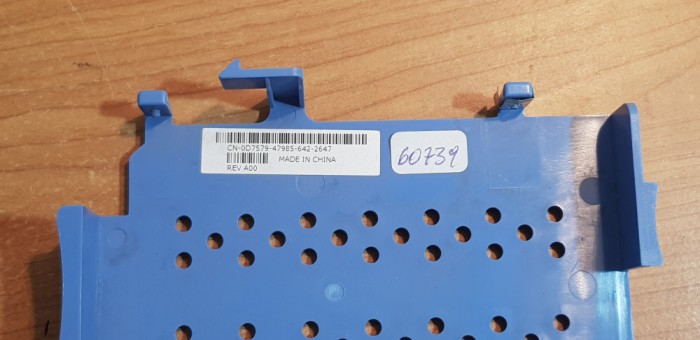 CN-0D7579-47985-642-2647
MADE IN CHINA
REV A00
60739